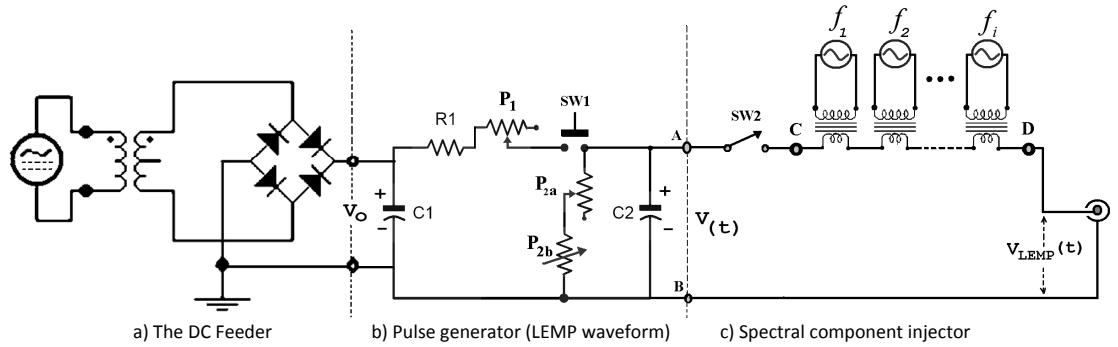 f1 f2 fi
P1 SW1
R1
A SW2 C D
P2a
+ +
Vo C1 C2 V(t)
- -
P2b
VLEMP(t)
B
a) The DC Feeder b) Pulse generator (LEMP waveform) c) Spectral component injector